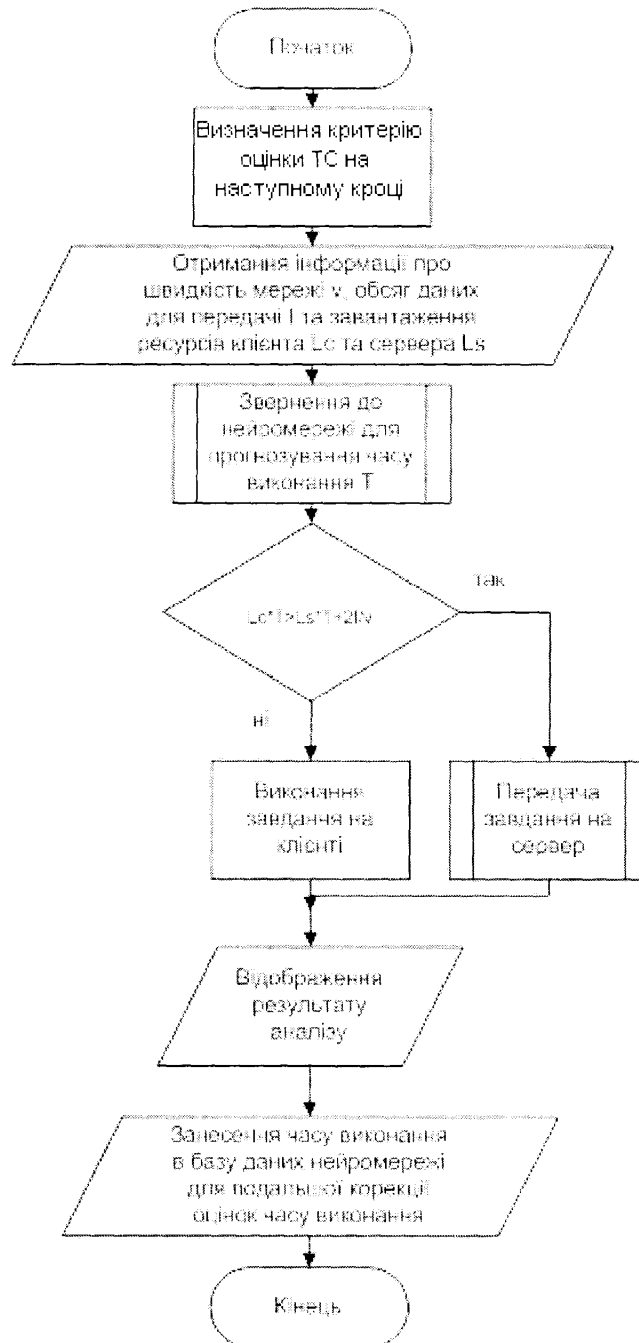 Початок
Визначення критерію
оцінки ТС на
наступному кроці
Отримання інформації про
швидкість мережі v, обсяг даних
для передачі I та завантаження
ресурсів клієнта Lc та сервера Ls
Звернення до
нейромережі для
прогнозування часу
виконання T
так
Lc*T>Ls*T+2I/v
ні
Виконання
завдання на
клієнті
Передача
завдання на
сервер
Відображення
результату
аналізу
Занесення часу виконання
в базу даних нейромережі
для подальшої корекції
оцінок часу виконання
Кінець